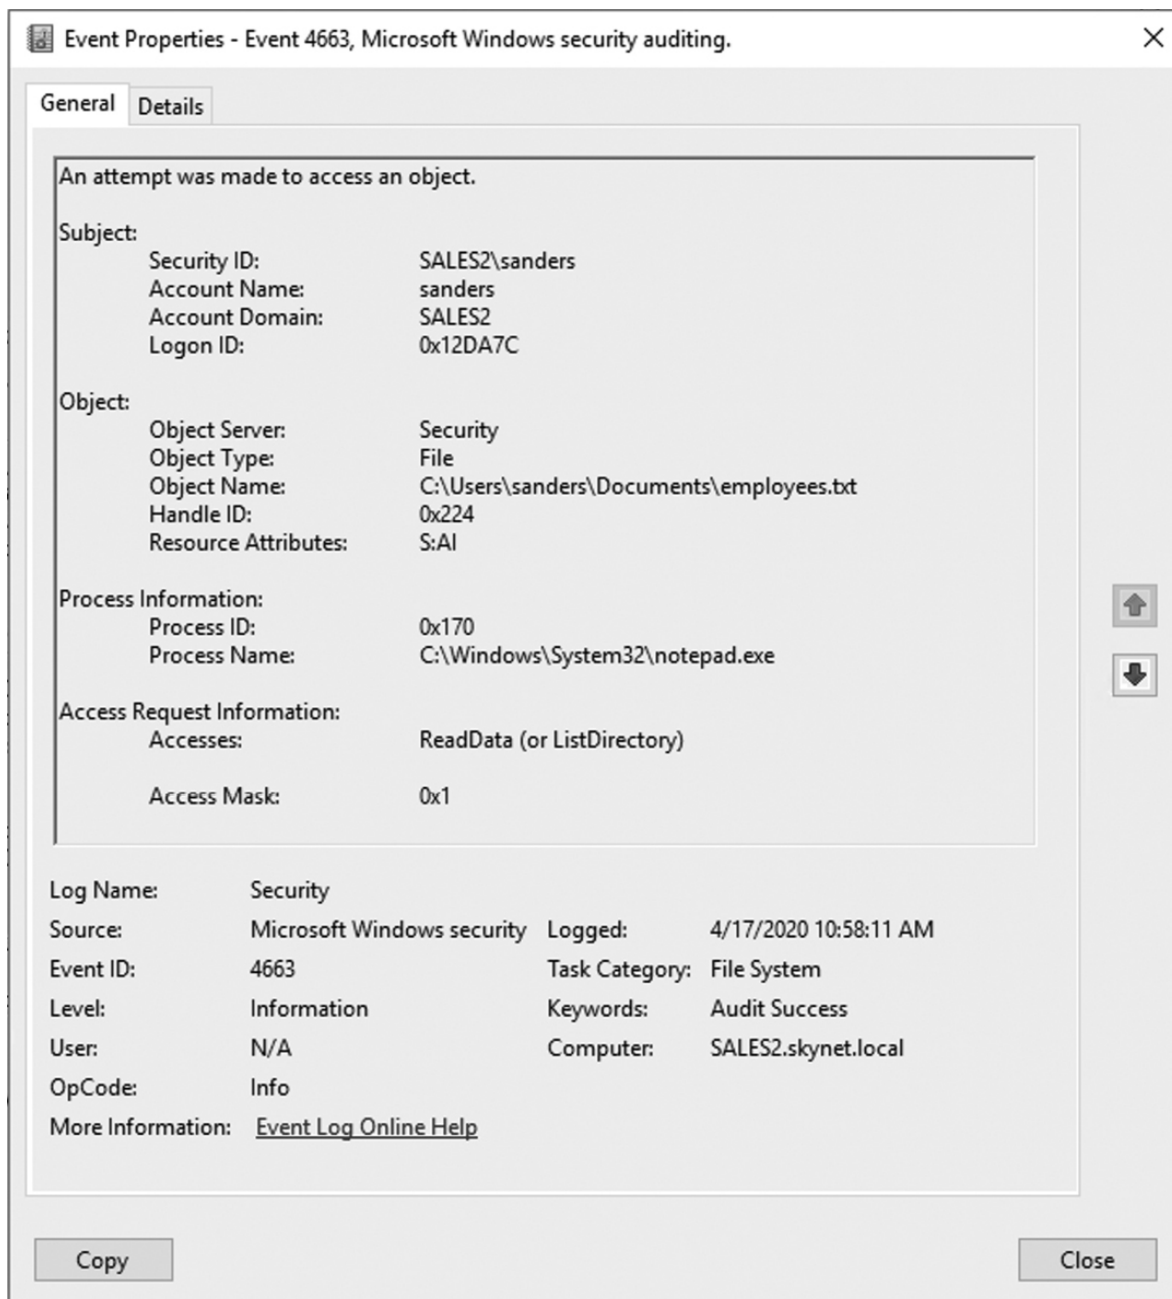 Event Properties - Event 4663, Microsoft Windows security auditing.
General Details
An attempt was made to access an object.
Subject:
Security ID: SALES2\sanders
Account Name: sanders
Account Domain: SALES2
Logon ID: 0x12DA7C
Object:
Object Server: Security
Object Type: File
Object Name: C:\Users\sanders\Documents\employees.txt
Handle ID: 0x224
Resource Attributes: S:AI
Process Information:
Process ID: 0x170
Process Name: C:\Windows\System32\notepad.exe
Access Request Information:
Accesses: ReadData (or ListDirectory)
Access Mask: 0x1
Log Name: Security
Source: Microsoft Windows security Logged: 4/17/2020 10:58:11 AM
Event ID: 4663 Task Category: File System
Level: Information Keywords: Audit Success
User: N/A Computer: SALES2.skynet.local
OpCode: Info
More Information: Event Log Online Help
Copy Close